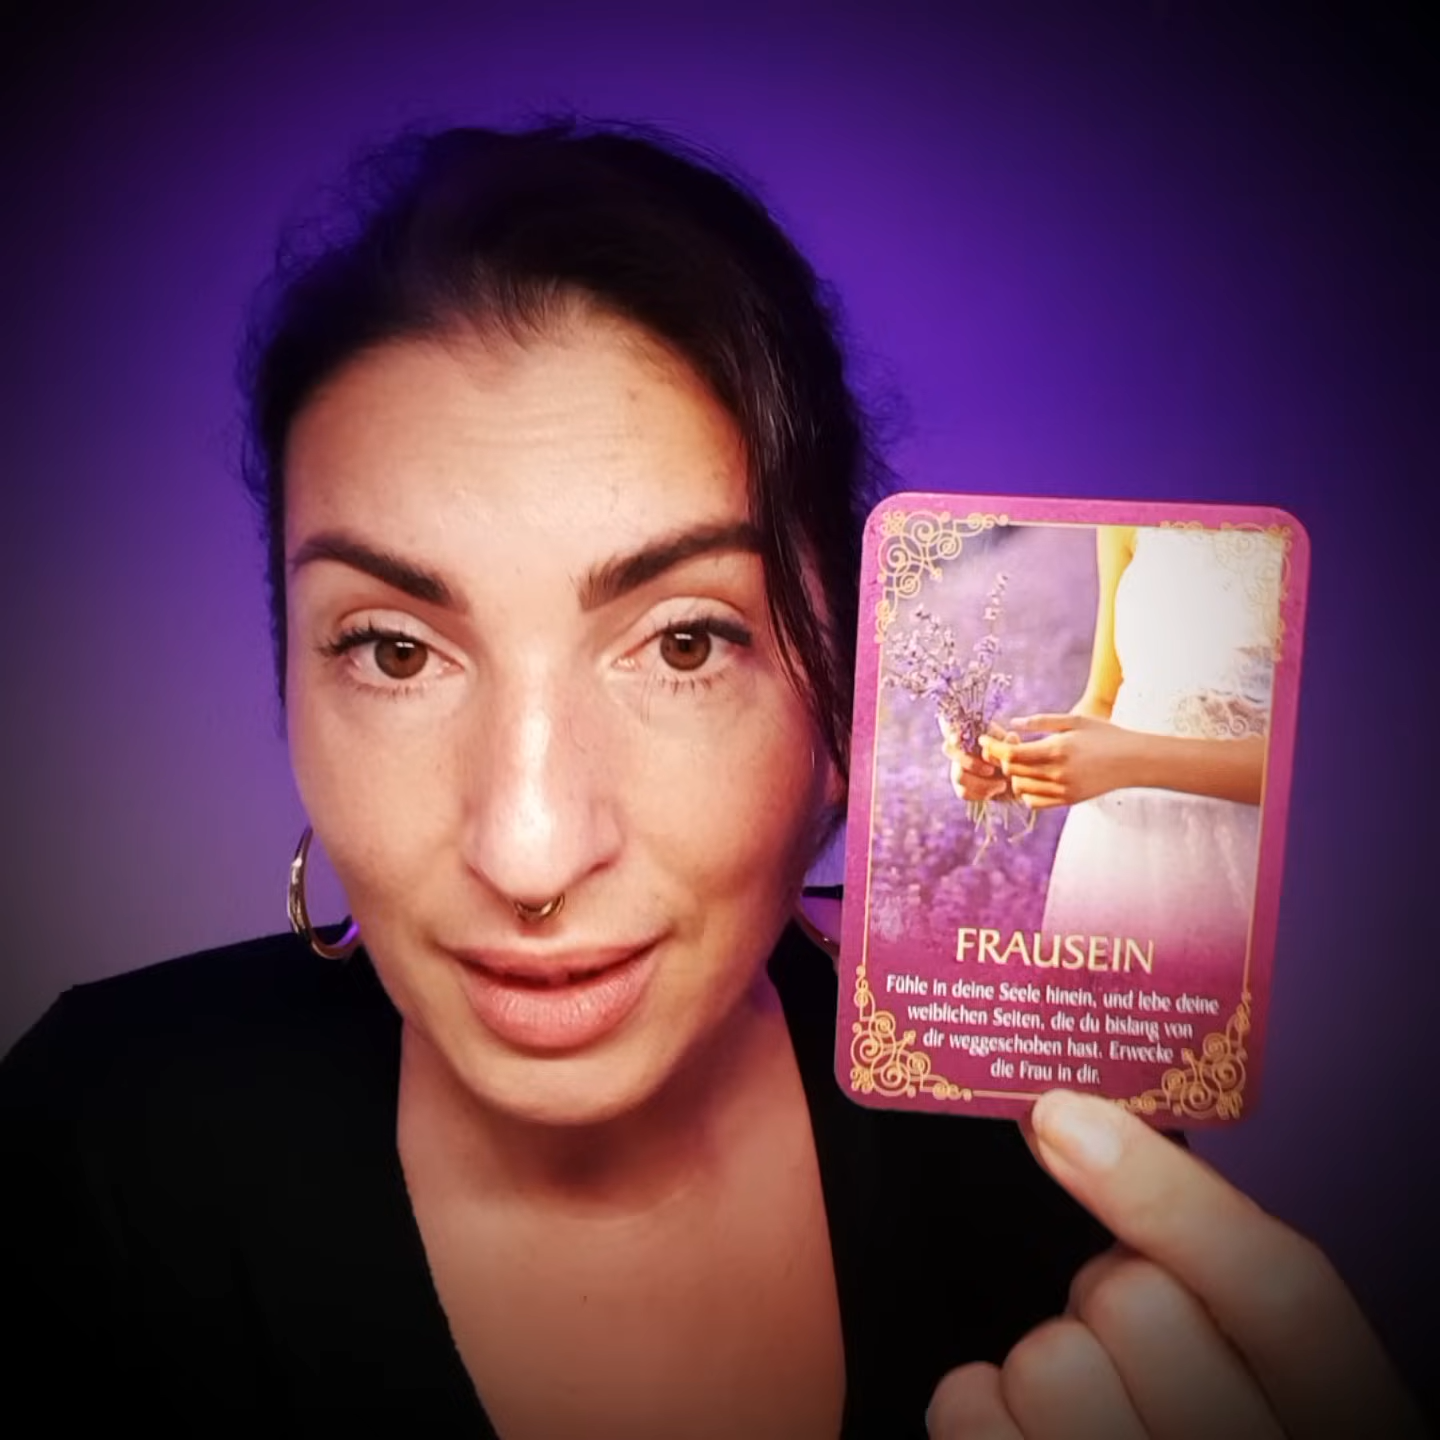 FRAUSEIN
Fühle in deine Seele hinein, und lebe deine
weiblichen Seiten, die du bislang von
dir weggeschoben hast. Erwecke
die Frau in dir.